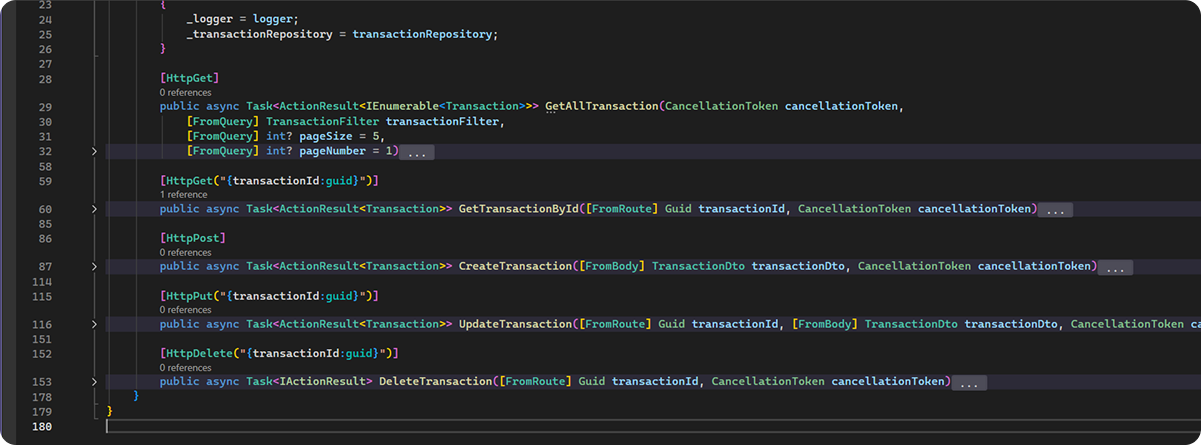 23 {
24 _logger = logger;
25 _transactionRepository = transactionRepository;
26 }
27
28 [HttpGet]
0 references
29 public async Task<ActionResult<IEnumerable<Transaction>>> GetAllTransaction(CancellationToken cancellationToken,
30 [FromQuery] TransactionFilter transactionFilter,
31 [FromQuery] int? pageSize = 5,
32 [FromQuery] int? pageNumber = 1) ...
58
59 [HttpGet("{transactionId:guid}")]
1 reference
60 public async Task<ActionResult<Transaction>> GetTransactionById([FromRoute] Guid transactionId, CancellationToken cancellationToken) ...
85
86 [HttpPost]
0 references
87 public async Task<ActionResult<Transaction>> CreateTransaction([FromBody] TransactionDto transactionDto, CancellationToken cancellationToken) ...
114
115 [HttpPut("{transactionId:guid}")]
0 references
116 public async Task<ActionResult<Transaction>> UpdateTransaction([FromRoute] Guid transactionId, [FromBody] TransactionDto transactionDto, CancellationToken ca
151
152 [HttpDelete("{transactionId:guid}")]
0 references
153 public async Task<IActionResult> DeleteTransaction([FromRoute] Guid transactionId, CancellationToken cancellationToken) ...
178 }
179 }
180